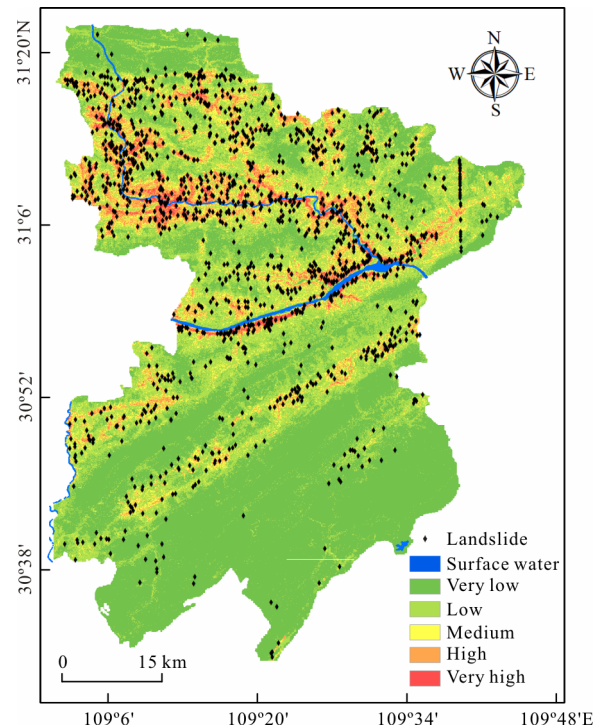 31°20'N
31°6'
30°52'
30°38'
N
W
E
S
Landslide
Surface water
Very low
Low
Medium
High
Very high
0
15 km
109°6'
109°20'
109°34'
109°48'E